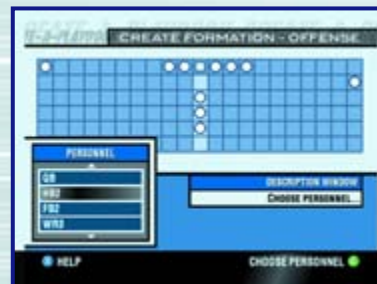 CREATE FORMATION - OFFENSE
PERSONNEL
QB
HB2
FB2
WR3
DESCRIPTION WINDOW
CHOOSE PERSONNEL...
HELP
CHOOSE PERSONNEL